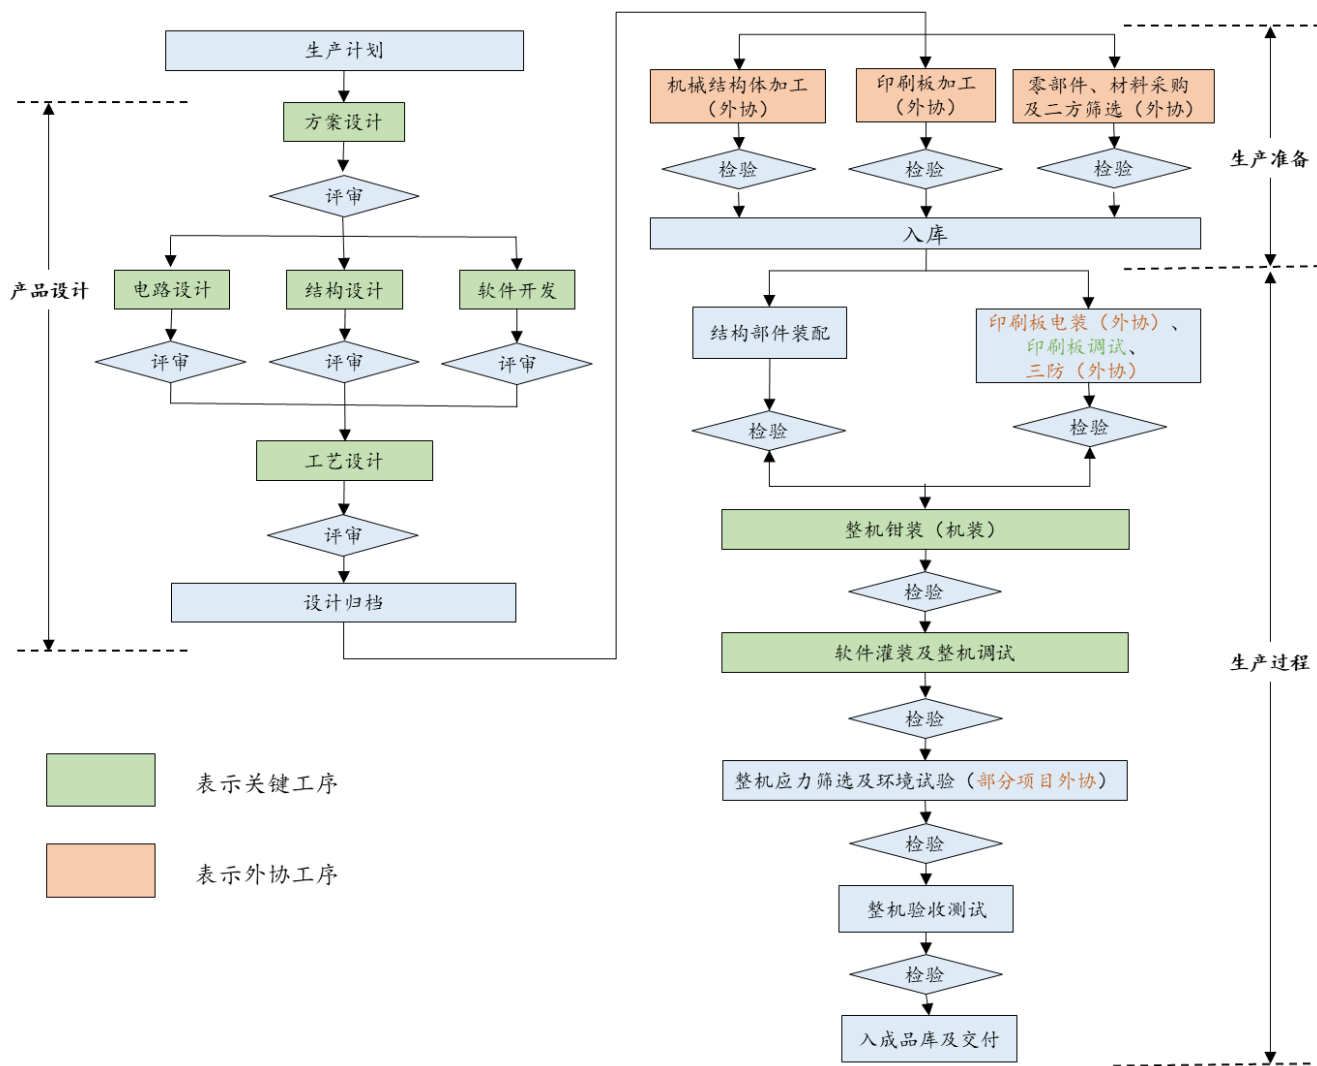 生产计划
方案设计
评审
产品设计
电路设计
结构设计
软件开发
评审
评审
评审
工艺设计
评审
设计归档
表示关键工序
表示外协工序
机械结构体加工
（外协）
印刷板加工
（外协）
零部件、材料采购
及二方筛选（外协）
检验
检验
检验
生产准备
入库
结构部件装配
印刷板电装（外协）、
印刷板调试、
三防（外协）
检验
检验
整机钳装（机装）
检验
软件灌装及整机调试
生产过程
检验
整机应力筛选及环境试验（部分项目外协）
检验
整机验收测试
检验
入成品库及交付